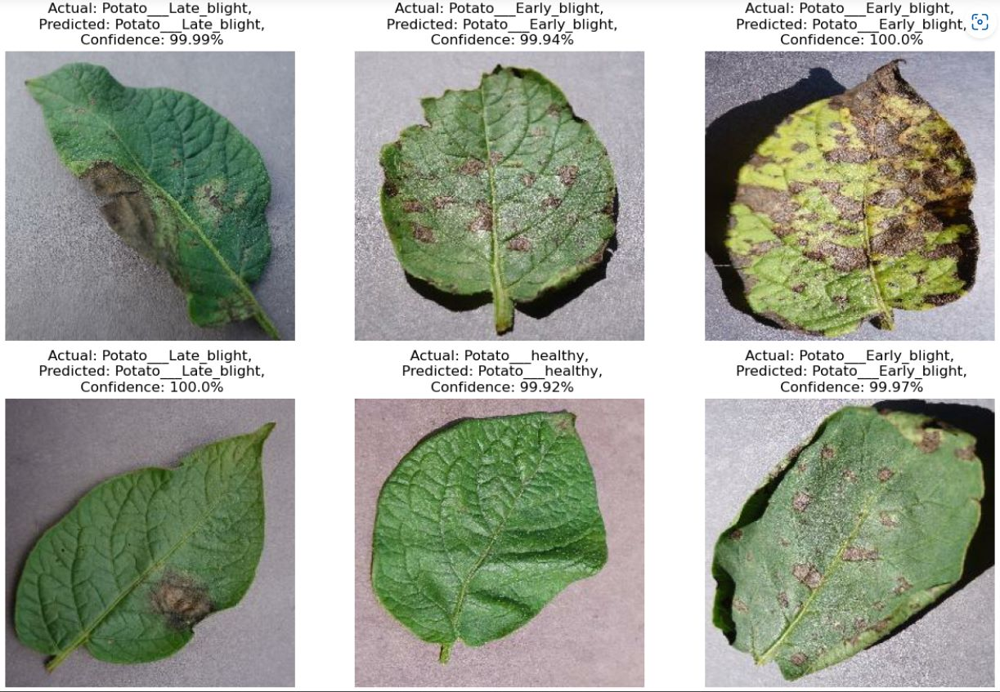 Actual: Potato___Late_blight,
Predicted: Potato___Late_blight,
Confidence: 99.99%
Actual: Potato___Early_blight,
Predicted: Potato___Early_blight,
Confidence: 99.94%
Actual: Potato___Early_blight,
Predicted: Potato___Early_blight,
Confidence: 100.0%
Actual: Potato___Late_blight,
Predicted: Potato___Late_blight,
Confidence: 100.0%
Actual: Potato___healthy,
Predicted: Potato___healthy,
Confidence: 99.92%
Actual: Potato___Early_blight,
Predicted: Potato___Early_blight,
Confidence: 99.97%